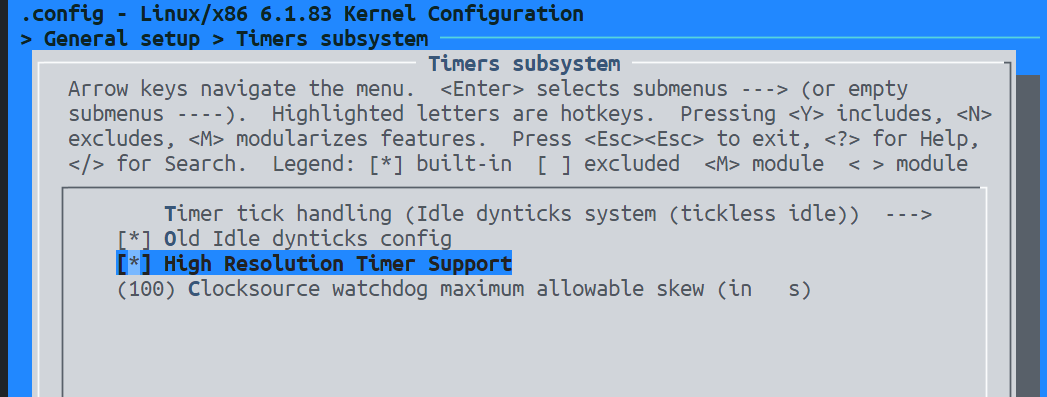 .config - Linux/x86 6.1.83 Kernel Configuration
> General setup > Timers subsystem
Timers subsystem
Arrow keys navigate the menu.  <Enter> selects submenus ---> (or empty
submenus ----).  Highlighted letters are hotkeys.  Pressing <Y> includes, <N>
excludes, <M> modularizes features.  Press <Esc><Esc> to exit, <?> for Help,
</> for Search.  Legend: [*] built-in  [ ] excluded  <M> module  < > module
Timer tick handling (Idle dynticks system (tickless idle))  --->
[*] Old Idle dynticks config
[*] High Resolution Timer Support
(100) Clocksource watchdog maximum allowable skew (in   s)